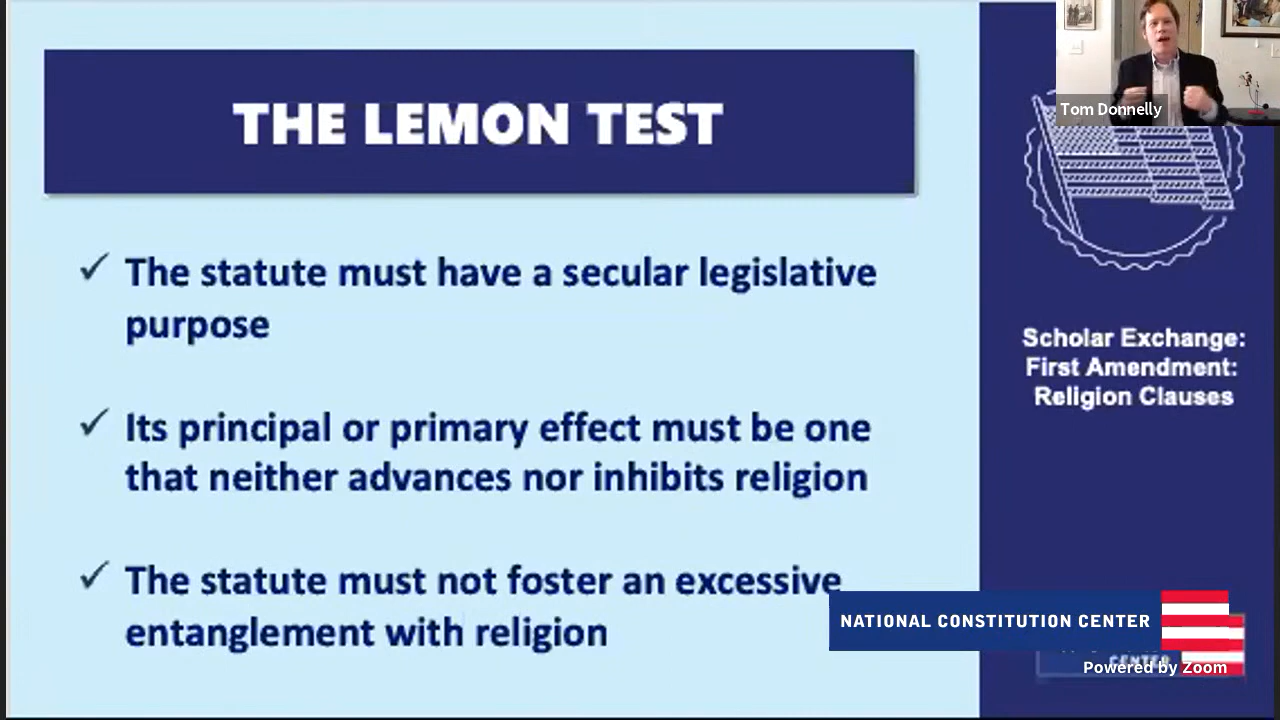 THE LEMON TEST
Tom Donnelly
✓ The statute must have a secular legislative
purpose
✓ Its principal or primary effect must be one
that neither advances nor inhibits religion
✓ The statute must not foster an excessive
entanglement with religion
Scholar Exchange:
First Amendment:
Religion Clauses
NATIONAL CONSTITUTION CENTER
CENTER
Powered by Zoom